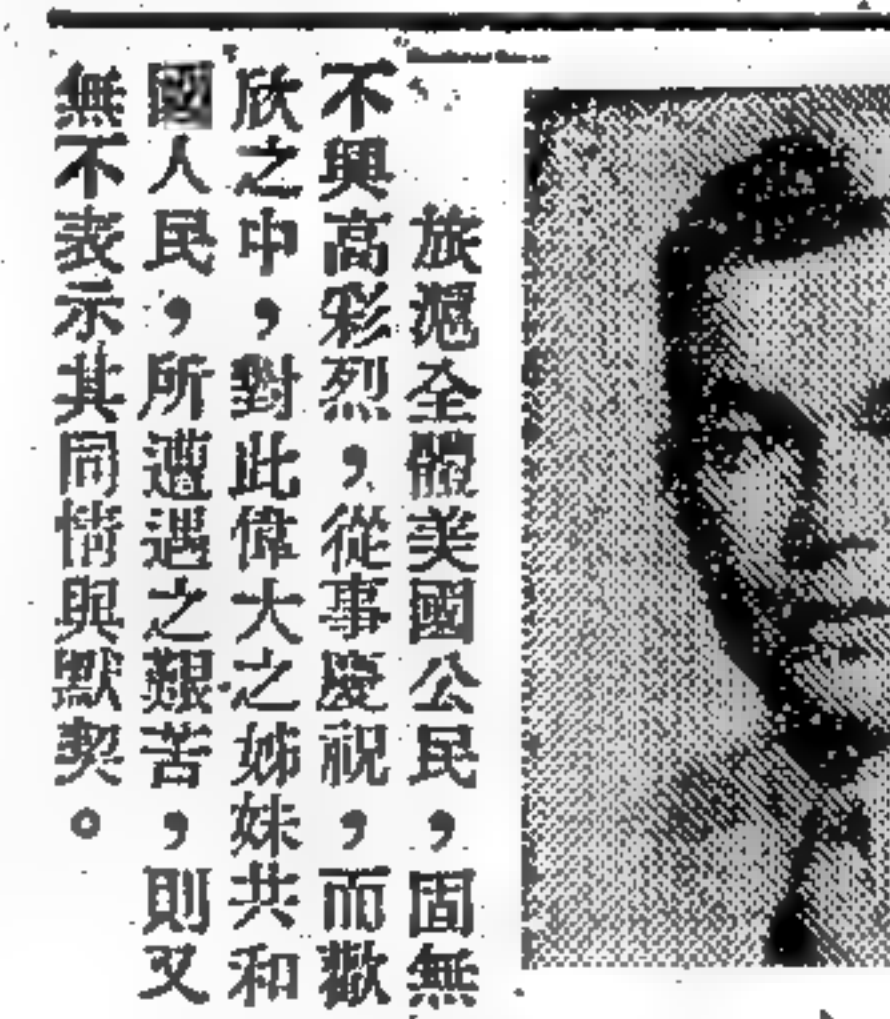 旅滬全體美國公民，固無
不興高彩烈，從事慶祝，而歡
欣之中，對此偉大之姊妹共和
國人民，所遭遇之艱苦，則又
無不表示其同情與默契。